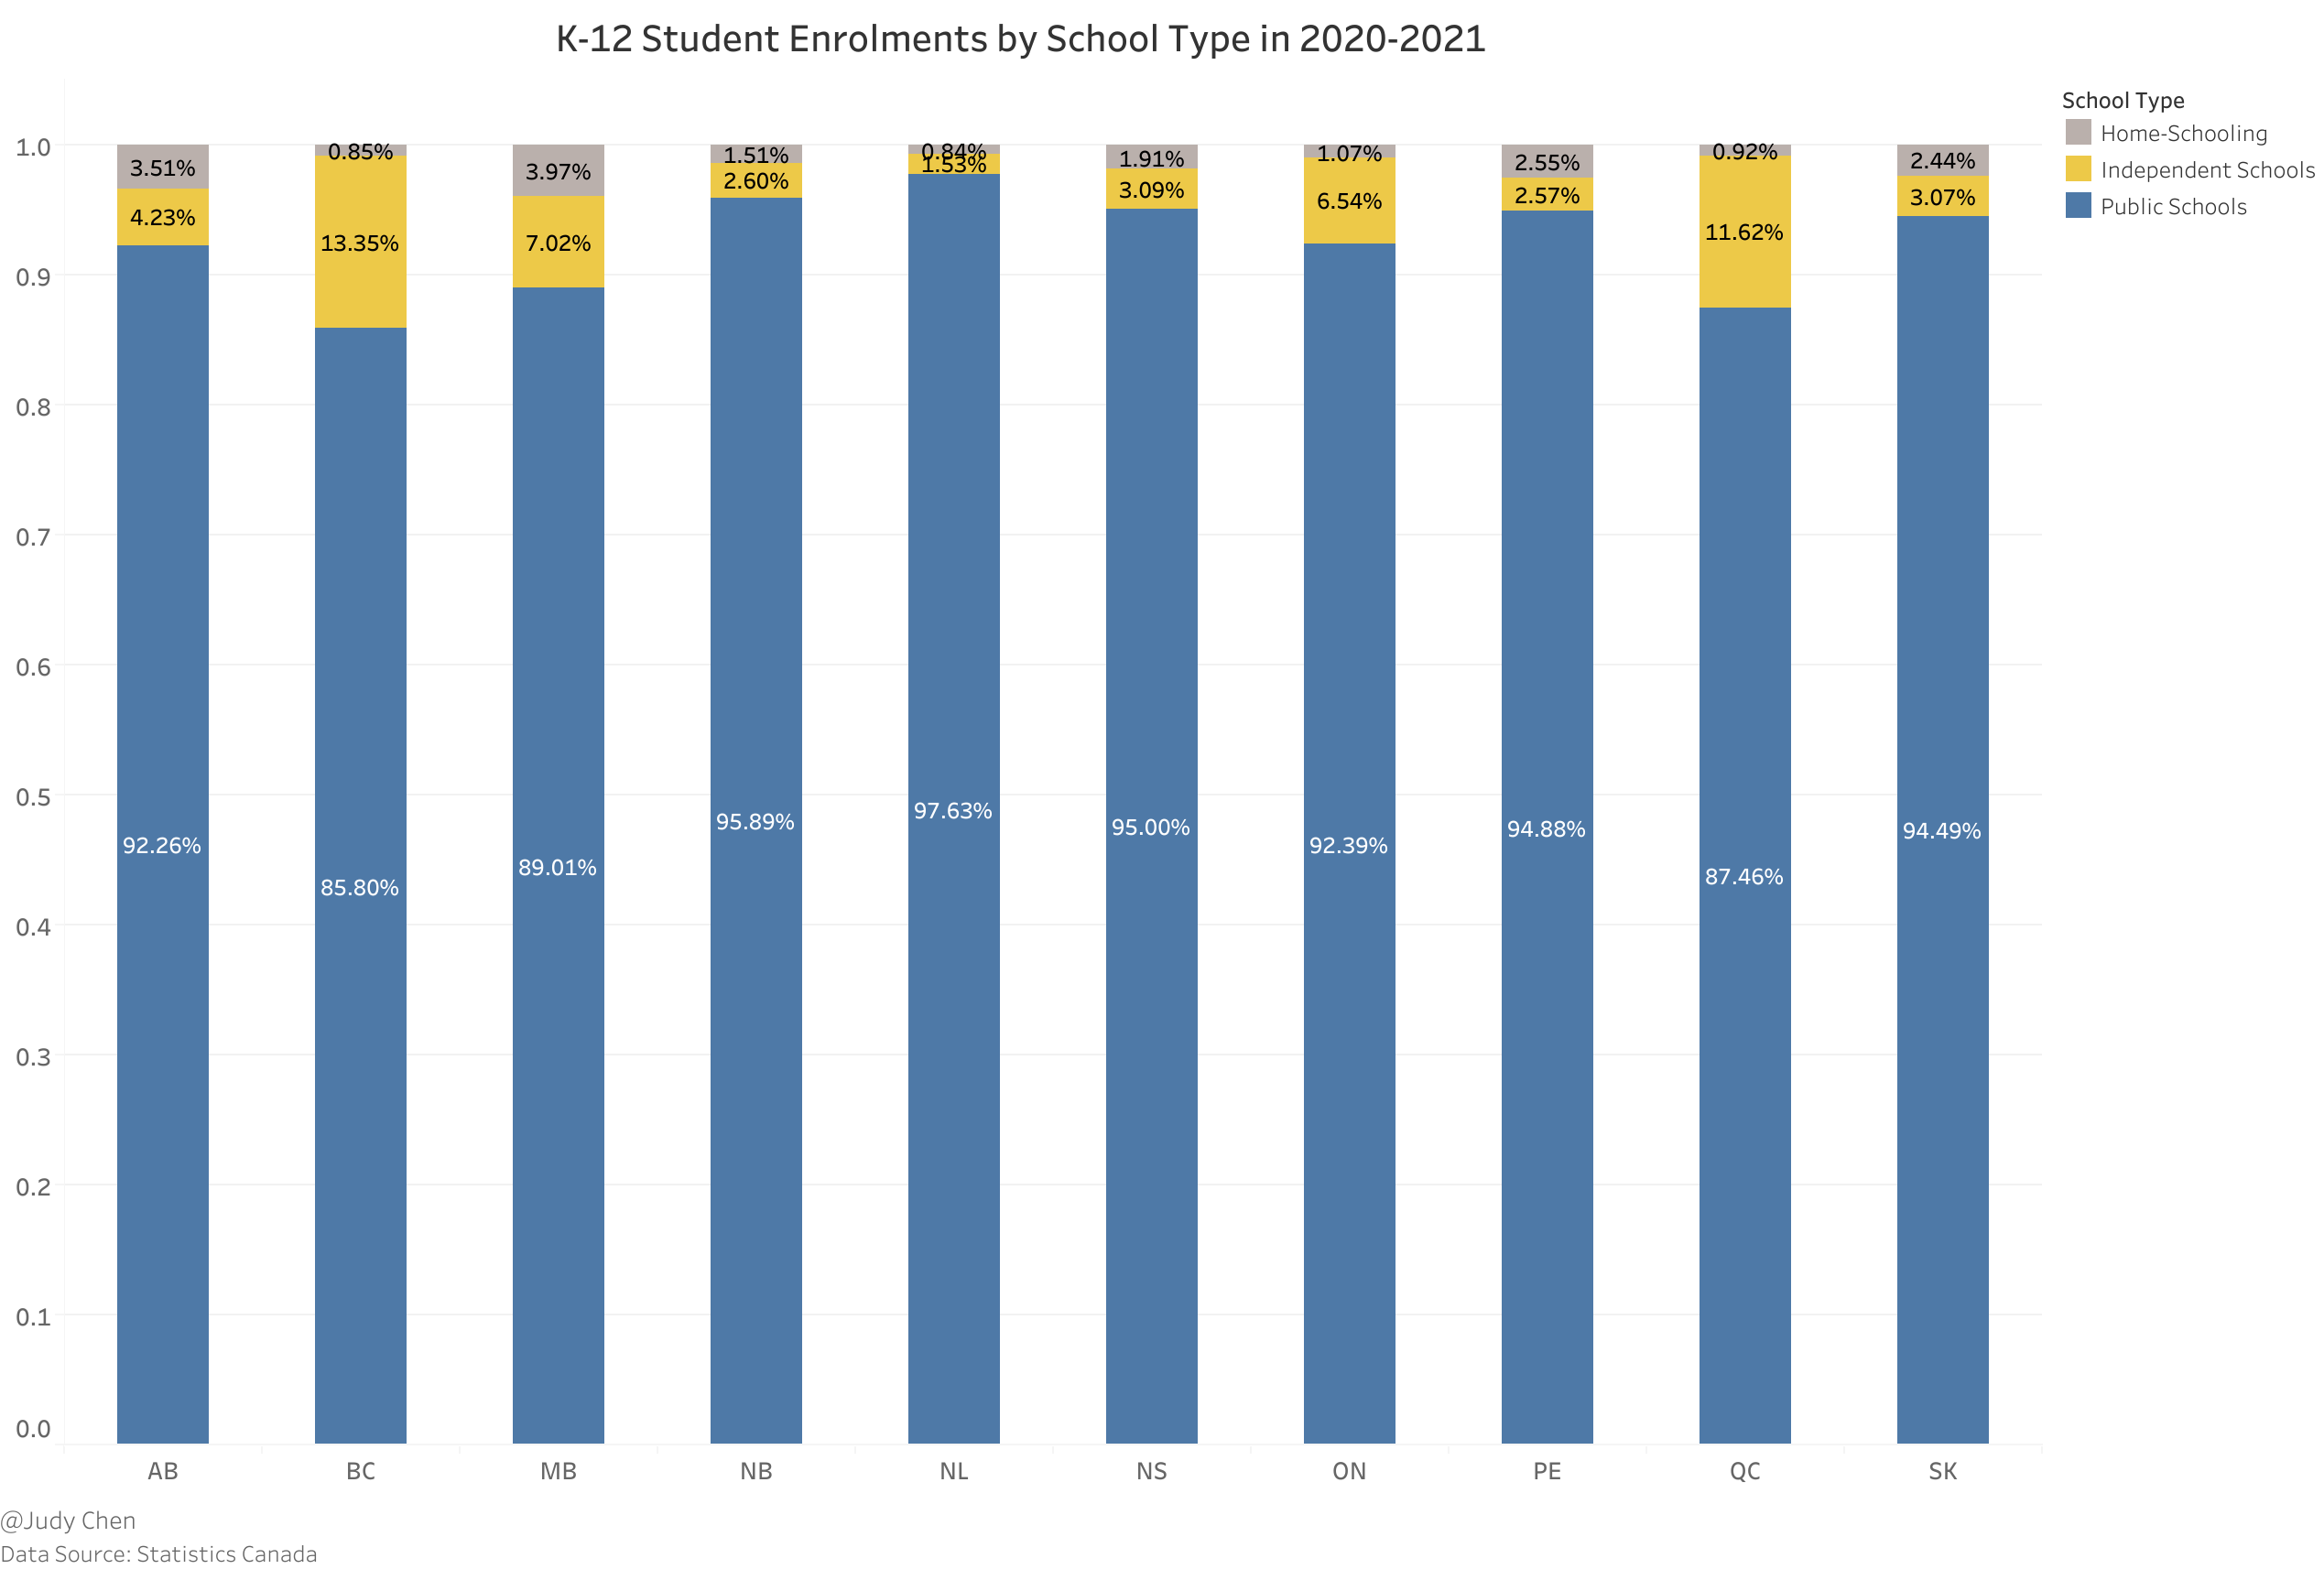 K-12 Student Enrolments by School Type in 2020-2021
School Type
Home-Schooling
Independent Schools
Public Schools
1.0
0.9
0.8
0.7
0.6
0.5
0.4
0.3
0.2
0.1
0.0
3.51% 0.85% 3.97% 1.51% 0.84% 1.91% 1.07% 2.55% 0.92% 2.44%
4.23% 13.35% 7.02% 2.60% 1.53% 3.09% 6.54% 2.57% 11.62% 3.07%
92.26% 85.80% 89.01% 95.89% 97.63% 95.00% 92.39% 94.88% 87.46% 94.49%
AB BC MB NB NL NS ON PE QC SK
@Judy Chen
Data Source: Statistics Canada